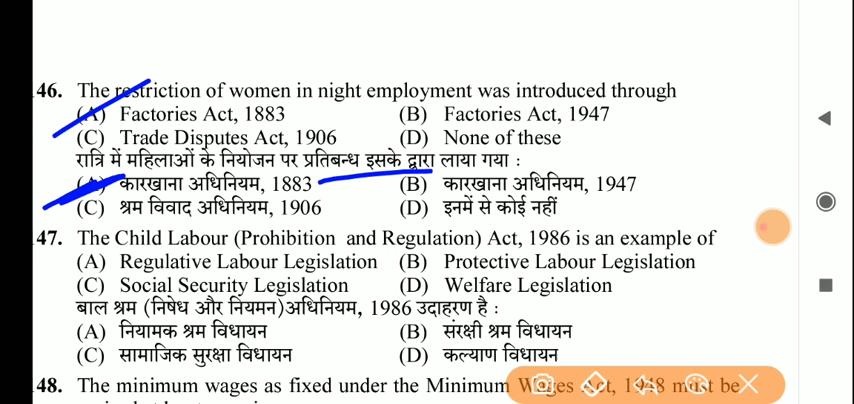 46. The restriction of women in night employment was introduced through
(A) Factories Act, 1883 (B) Factories Act, 1947
(C) Trade Disputes Act, 1906 (D) None of these
रात्रि में महिलाओं के नियोजन पर प्रतिबन्ध इसके द्वारा लाया गया :
(A) कारखाना अधिनियम, 1883 (B) कारखाना अधिनियम, 1947
(C) श्रम विवाद अधिनियम, 1906 (D) इनमें से कोई नहीं
47. The Child Labour (Prohibition and Regulation) Act, 1986 is an example of
(A) Regulative Labour Legislation (B) Protective Labour Legislation
(C) Social Security Legislation (D) Welfare Legislation
बाल श्रम (निषेध और नियमन) अधिनियम, 1986 उदाहरण है :
(A) नियामक श्रम विधायन (B) संरक्षी श्रम विधायन
(C) सामाजिक सुरक्षा विधायन (D) कल्याण विधायन
48. The minimum wages as fixed under the Minimum Wages Act, 1948 must be